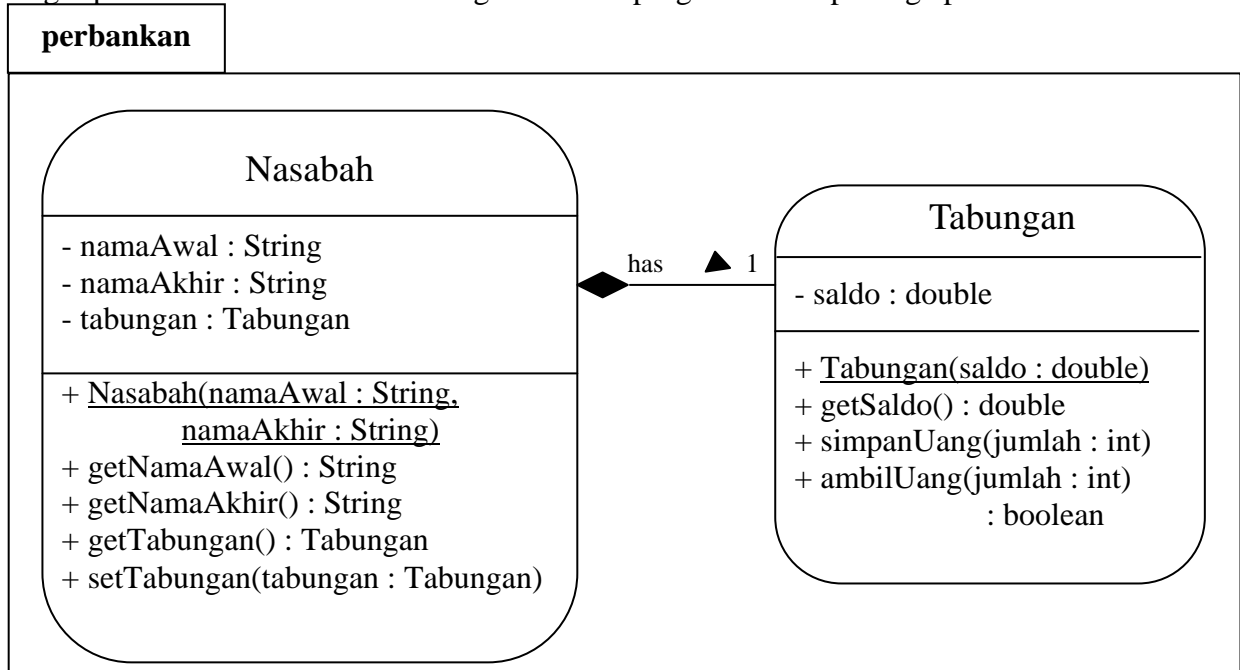 perbankan
Nasabah
- namaAwal : String
- namaAkhir : String
- tabungan : Tabungan
+ Nasabah(namaAwal : String,
namaAkhir : String)
+ getNamaAwal() : String
+ getNamaAkhir() : String
+ getTabungan() : Tabungan
+ setTabungan(tabungan : Tabungan)
has 1
Tabungan
- saldo : double
+ Tabungan(saldo : double)
+ getSaldo() : double
+ simpanUang(jumlah : int)
+ ambilUang(jumlah : int)
: boolean